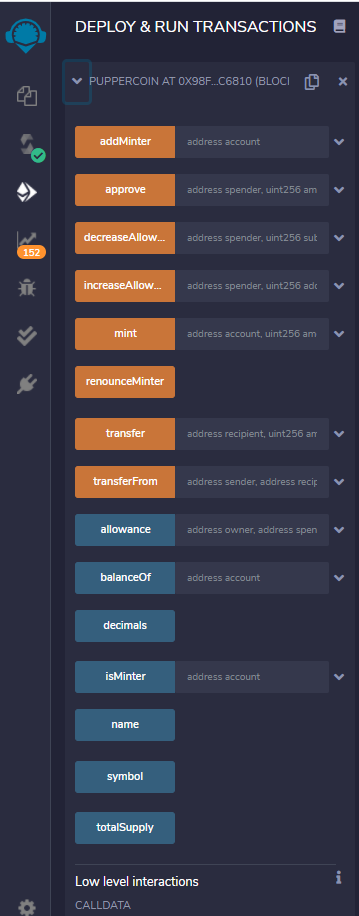 DEPLOY & RUN TRANSACTIONS
PUPPERCOIN AT 0X98F...C6810 (BLOCI
addMinter address account
approve address spender, uint256 am
152
decreaseAllow... address spender, uint256 sub
increaseAllow... address spender, uint256 add
mint address account, uint256 am
renounceMinter
transfer address recipient, uint256 am
transferFrom address sender, address recip
allowance address owner, address spen
balanceOf address account
decimals
isMinter address account
name
symbol
totalSupply
Low level interactions
CALLDATA